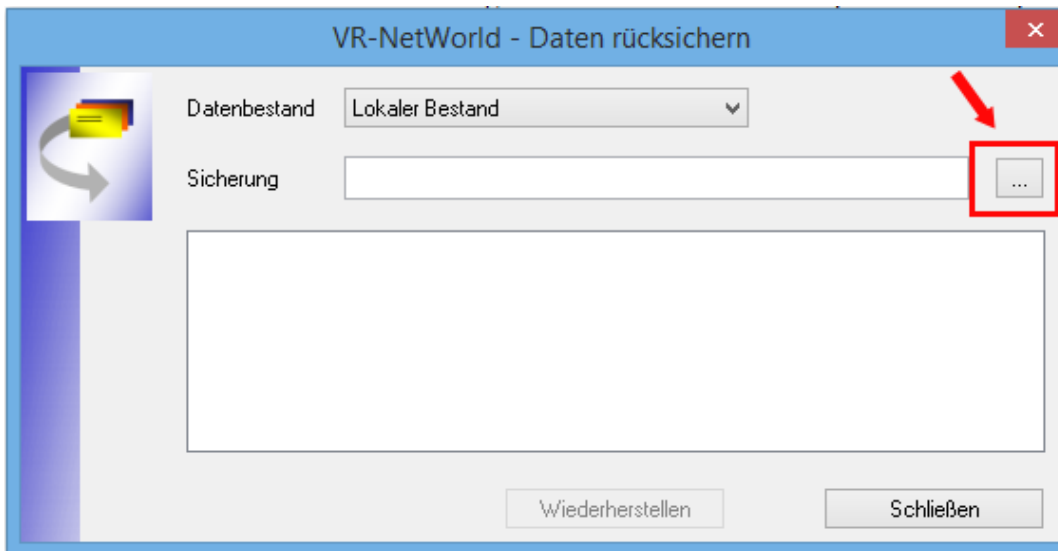 VR-NetWorld - Daten rücksichern
Datenbestand
Lokaler Bestand
Sicherung
...
Wiederherstellen
Schließen